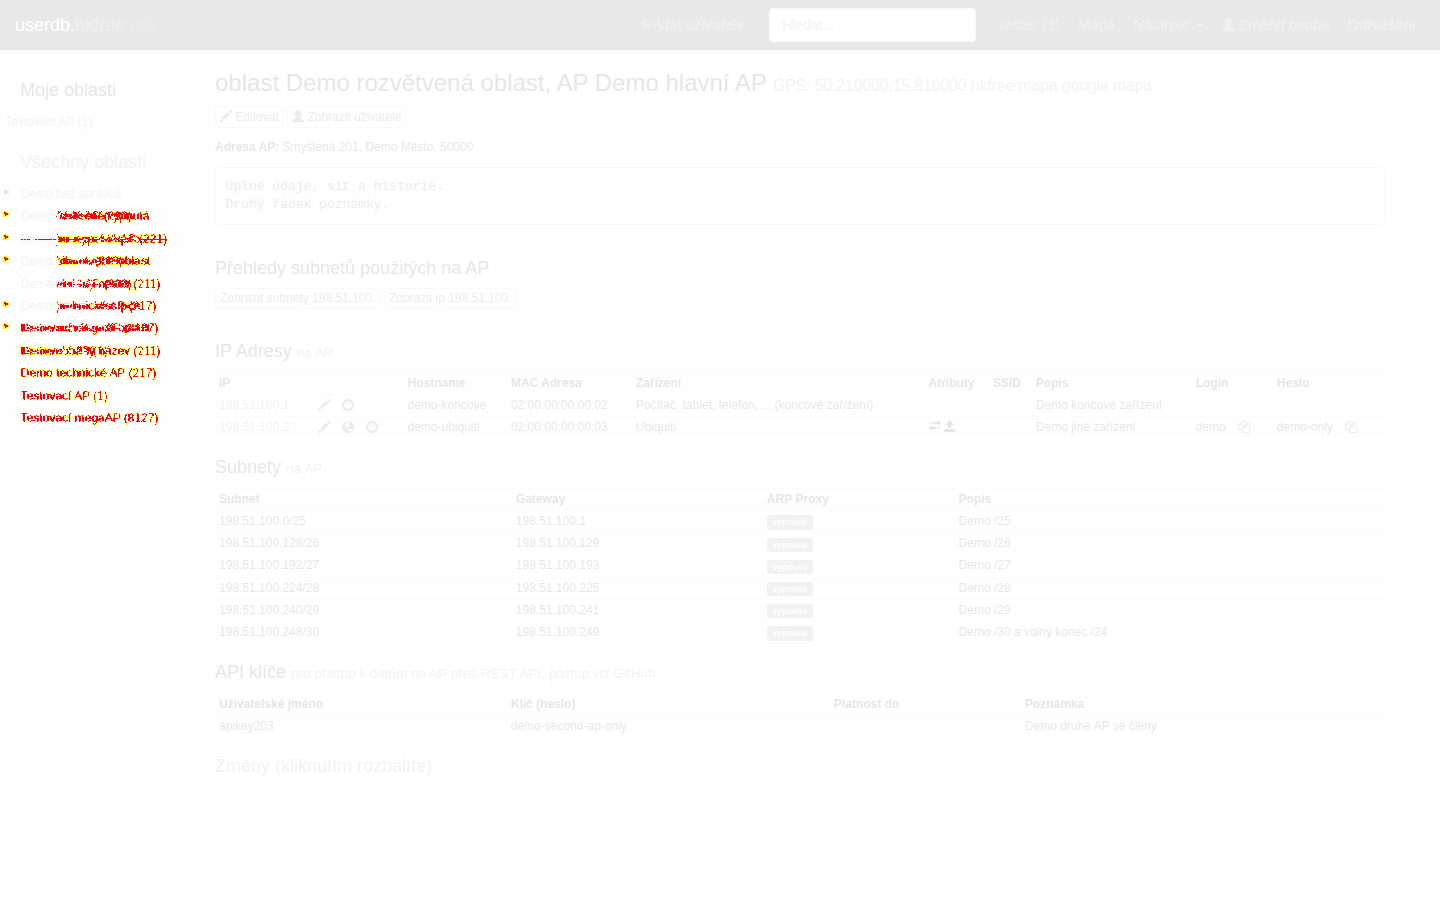 userdb.hkfree.org Přidat uživatele Hledat... tester (1) Mapa Nástroje Změnit osobu Odhlášení
Moje oblasti
Testovací AP (1)
Všechny oblasti
Demo bez správců
Demo
Demo
Demo
Demo
Demo technické AP (217)
Testovací AP (1)
Testovací megaAP (8127)
oblast Demo rozvětvená oblast, AP Demo hlavní AP GPS: 50.210000,15.810000 hkfree mapa google mapa
Editovat Zobrazit uživatele
Adresa AP: Smyšlená 201, Demo Město, 50000
Úplné údaje, síť a historie.
Druhý řádek poznámky.
Přehledy subnetů použitých na AP
Zobrazit subnety 198.51.100. Zobrazit ip 198.51.100.
IP Adresy na AP
IP Hostname MAC Adresa Zařízení Atributy SSID Popis Login Heslo
198.51.100.1 demo-koncove 02:00:00:00:00:02 Počítač, tablet, telefon, ... (koncové zařízení) Demo koncové zařízení
198.51.100.2 demo-ubiquiti 02:00:00:00:00:03 Ubiquiti Demo jiné zařízení demo demo-only
Subnety na AP
Subnet Gateway ARP Proxy Popis
198.51.100.0/25 198.51.100.1 vypnuto Demo /25
198.51.100.128/26 198.51.100.129 vypnuto Demo /26
198.51.100.192/27 198.51.100.193 vypnuto Demo /27
198.51.100.224/28 198.51.100.225 vypnuto Demo /28
198.51.100.240/29 198.51.100.241 vypnuto Demo /29
198.51.100.248/30 198.51.100.249 vypnuto Demo /30 a volný konec /24
API klíče pro přístup k datům na AP přes REST API, postup viz GitHub
Uživatelské jméno Klíč (heslo) Platnost do Poznámka
apikey203 demo-second-ap-only Demo druhé AP se členy
Změny (kliknutím rozbalíte)